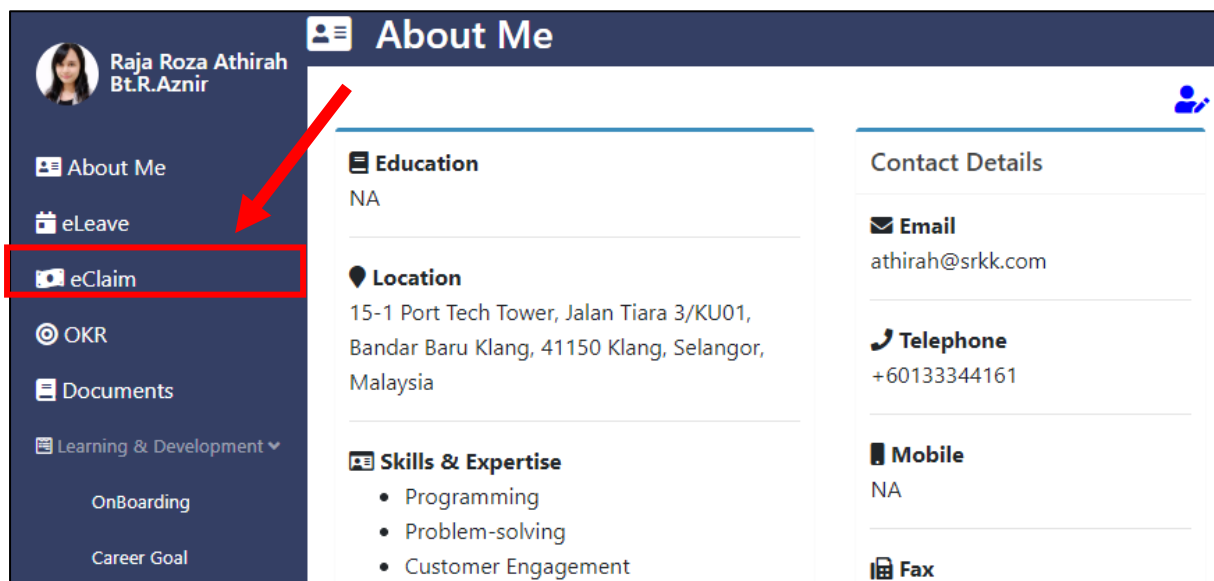 Raja Roza Athirah
Bt.R.Aznir
About Me
eLeave
eClaim
OKR
Documents
Learning & Development
OnBoarding
Career Goal
About Me
Education
NA
Location
15-1 Port Tech Tower, Jalan Tiara 3/KU01,
Bandar Baru Klang, 41150 Klang, Selangor,
Malaysia
Skills & Expertise
• Programming
• Problem-solving
• Customer Engagement
Contact Details
Email
athirah@srkk.com
Telephone
+60133344161
Mobile
NA
Fax